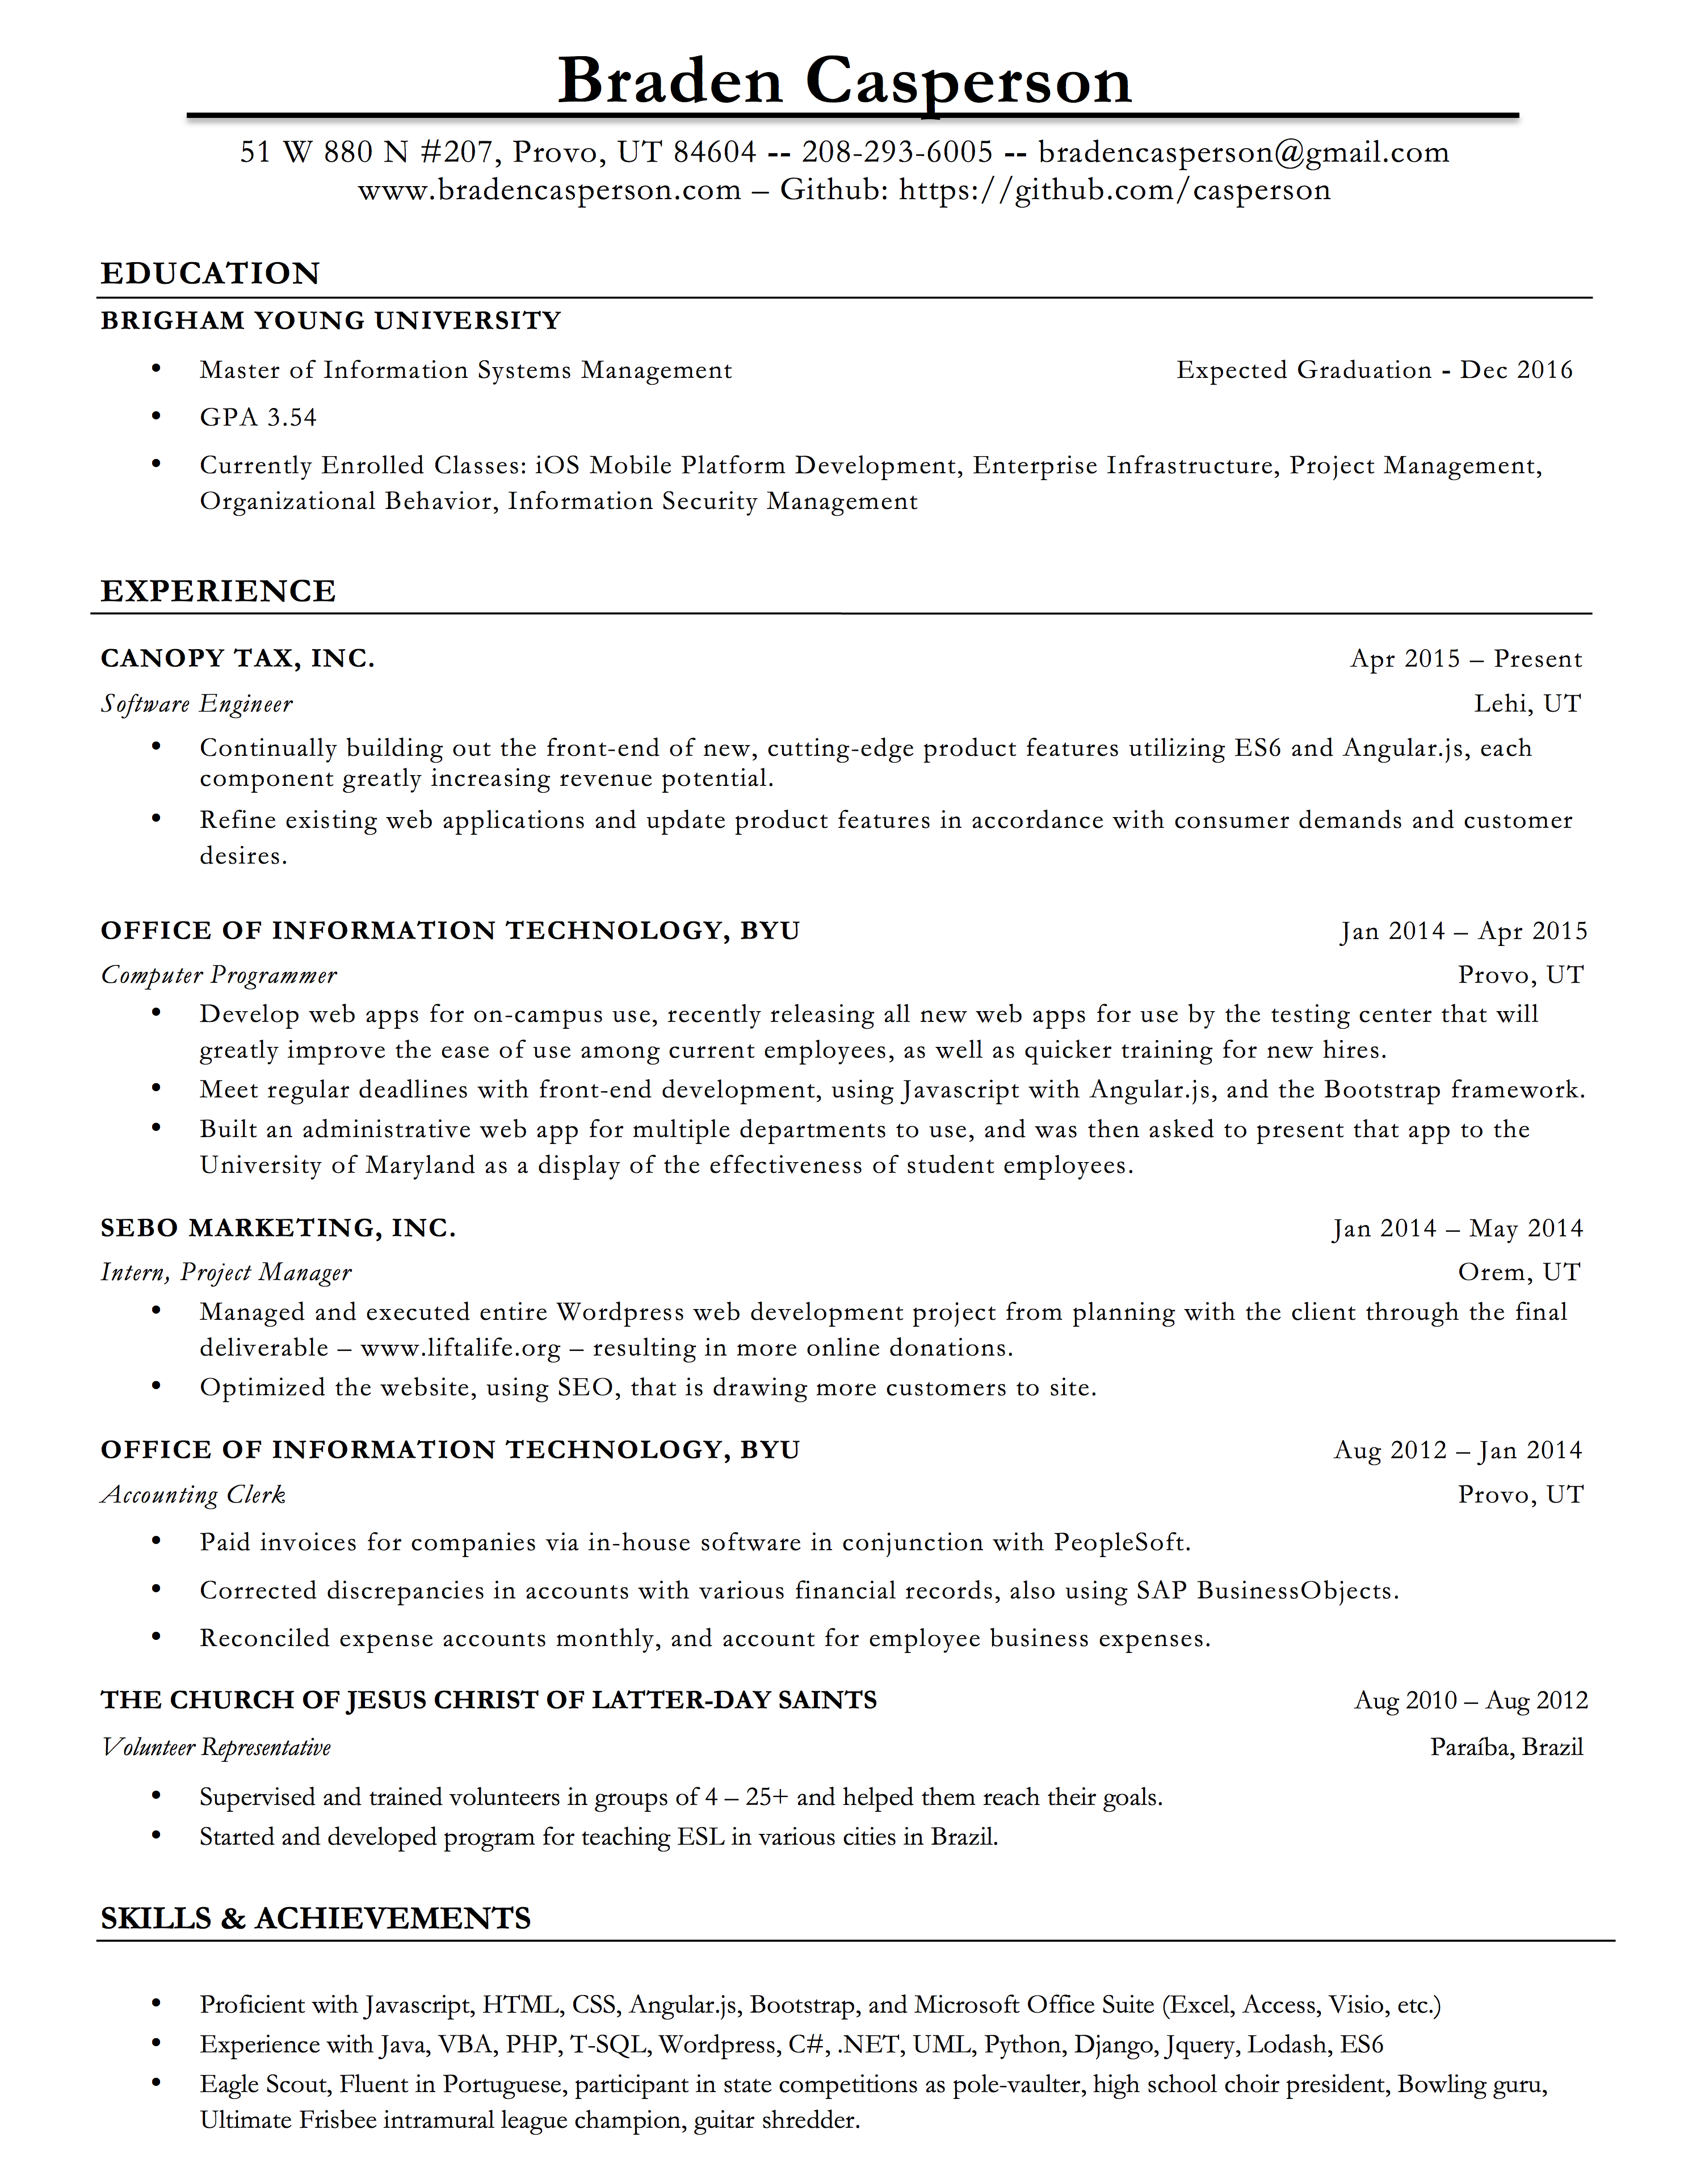 Braden Casperson
51 W 880 N #207, Provo, UT 84604 -- 208-293-6005 -- bradencasperson@gmail.com
www.bradencasperson.com – Github: https://github.com/casperson
EDUCATION
BRIGHAM YOUNG UNIVERSITY
• Master of Information Systems Management Expected Graduation - Dec 2016
• GPA 3.54
• Currently Enrolled Classes: iOS Mobile Platform Development, Enterprise Infrastructure, Project Management,
Organizational Behavior, Information Security Management
EXPERIENCE
CANOPY TAX, INC. Apr 2015 – Present
Software Engineer Lehi, UT
• Continually building out the front-end of new, cutting-edge product features utilizing ES6 and Angular.js, each
component greatly increasing revenue potential.
• Refine existing web applications and update product features in accordance with consumer demands and customer
desires.
OFFICE OF INFORMATION TECHNOLOGY, BYU Jan 2014 – Apr 2015
Computer Programmer Provo, UT
• Develop web apps for on-campus use, recently releasing all new web apps for use by the testing center that will
greatly improve the ease of use among current employees, as well as quicker training for new hires.
• Meet regular deadlines with front-end development, using Javascript with Angular.js, and the Bootstrap framework.
• Built an administrative web app for multiple departments to use, and was then asked to present that app to the
University of Maryland as a display of the effectiveness of student employees.
SEBO MARKETING, INC. Jan 2014 – May 2014
Intern, Project Manager Orem, UT
• Managed and executed entire Wordpress web development project from planning with the client through the final
deliverable – www.liftalife.org – resulting in more online donations.
• Optimized the website, using SEO, that is drawing more customers to site.
OFFICE OF INFORMATION TECHNOLOGY, BYU Aug 2012 – Jan 2014
Accounting Clerk Provo, UT
• Paid invoices for companies via in-house software in conjunction with PeopleSoft.
• Corrected discrepancies in accounts with various financial records, also using SAP BusinessObjects.
• Reconciled expense accounts monthly, and account for employee business expenses.
THE CHURCH OF JESUS CHRIST OF LATTER-DAY SAINTS Aug 2010 – Aug 2012
Volunteer Representative Paraíba, Brazil
• Supervised and trained volunteers in groups of 4 – 25+ and helped them reach their goals.
• Started and developed program for teaching ESL in various cities in Brazil.
SKILLS & ACHIEVEMENTS
• Proficient with Javascript, HTML, CSS, Angular.js, Bootstrap, and Microsoft Office Suite (Excel, Access, Visio, etc.)
• Experience with Java, VBA, PHP, T-SQL, Wordpress, C#, .NET, UML, Python, Django, Jquery, Lodash, ES6
• Eagle Scout, Fluent in Portuguese, participant in state competitions as pole-vaulter, high school choir president, Bowling guru,
Ultimate Frisbee intramural league champion, guitar shredder.